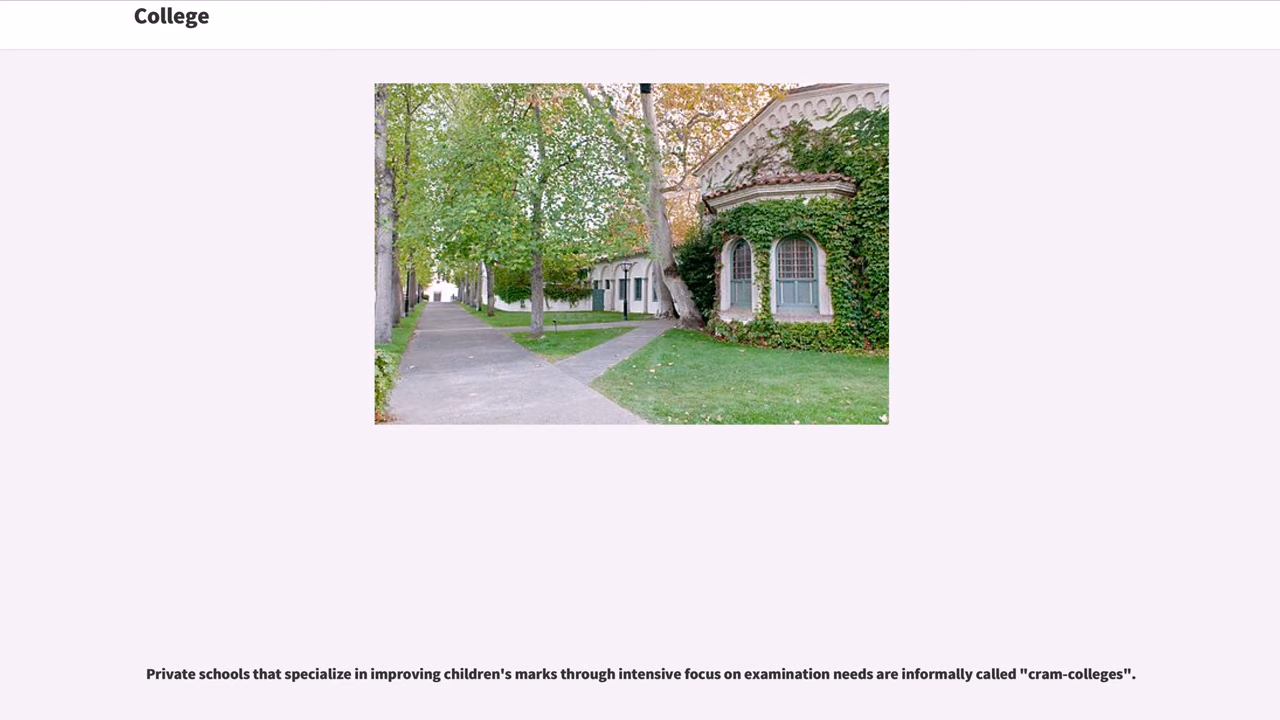 College
Private schools that specialize in improving children's marks through intensive focus on examination needs are informally called "cram-colleges".